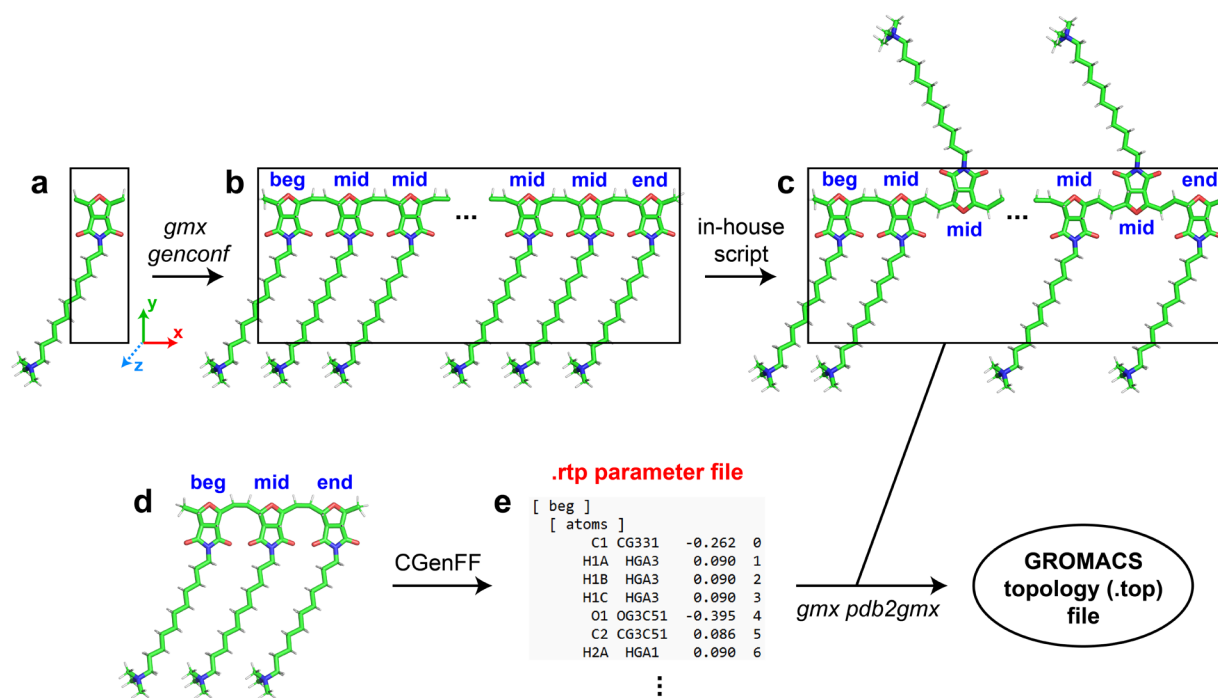 a
gmx
genconf
y
x
z
b
beg mid mid mid mid end
...
in-house
script
c
beg mid mid end
...
mid mid
d
beg mid end
CGenFF
e
.rtp parameter file
[ beg ]
[ atoms ]
C1 CG331 -0.262 0
H1A HGA3 0.090 1
H1B HGA3 0.090 2
H1C HGA3 0.090 3
O1 OG3C51 -0.395 4
C2 CG3C51 0.086 5
H2A HGA1 0.090 6
⋮
gmx pdb2gmx
GROMACS
topology (.top)
file